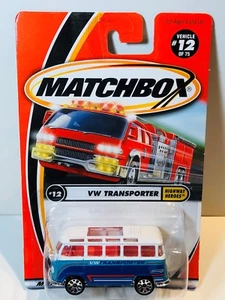 VEHICLE
#12
OF 75
MATCHBOX
#12
VW TRANSPORTER
HIGHWAY
HEROES